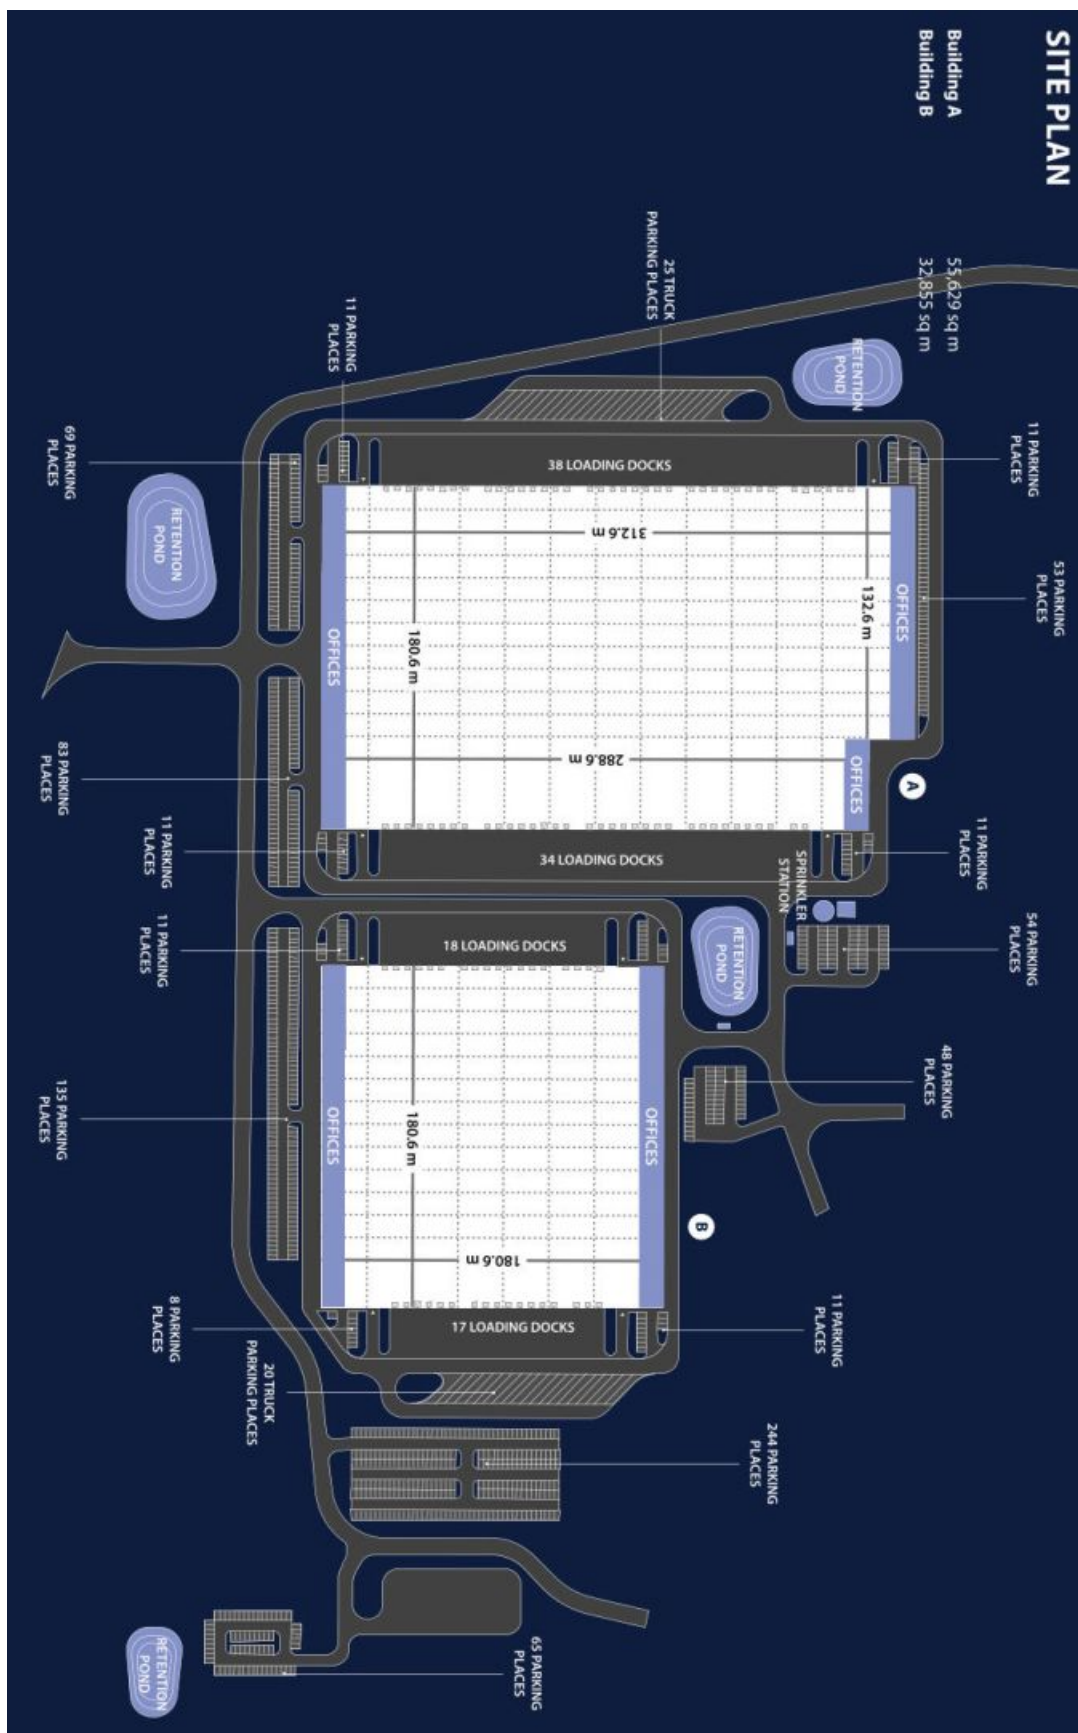 SITE PLAN
Building A 55,629 sq m
Building B 32,855 sq m
25 TRUCK
PARKING PLACES
11 PARKING
PLACES
RETENTION
POND
69 PARKING
PLACES
11 PARKING
PLACES
RETENTION
POND
38 LOADING DOCKS
312.6 m
53 PARKING
PLACES
OFFICES
132.6 m
180.6 m
OFFICES
288.6 m
OFFICES
A
83 PARKING
PLACES
11 PARKING
PLACES
34 LOADING DOCKS
11 PARKING
PLACES
SPRINKLER
STATION
11 PARKING
PLACES
18 LOADING DOCKS
RETENTION
POND
54 PARKING
PLACES
48 PARKING
PLACES
135 PARKING
PLACES
OFFICES
180.6 m
OFFICES
B
180.6 m
8 PARKING
PLACES
17 LOADING DOCKS
11 PARKING
PLACES
20 TRUCK
PARKING PLACES
244 PARKING
PLACES
65 PARKING
PLACES
RETENTION
POND